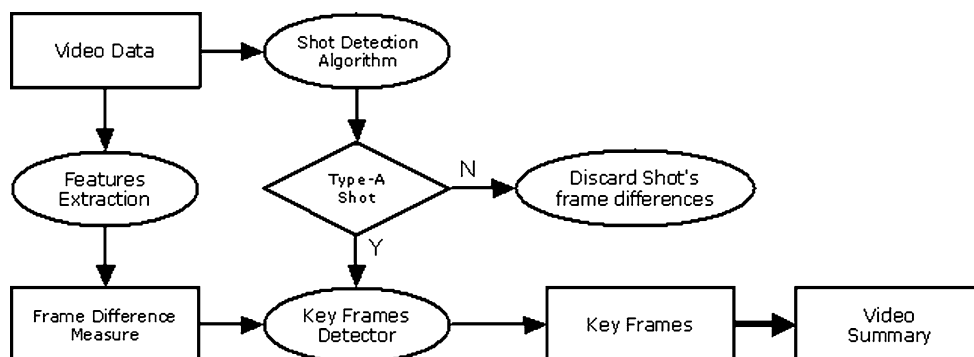 Video Data
Shot Detection
Algorithm
Features
Extraction
Type-A
Shot
N
Discard Shot's
frame differences
Y
Frame Difference
Measure
Key Frames
Detector
Key Frames
Video
Summary